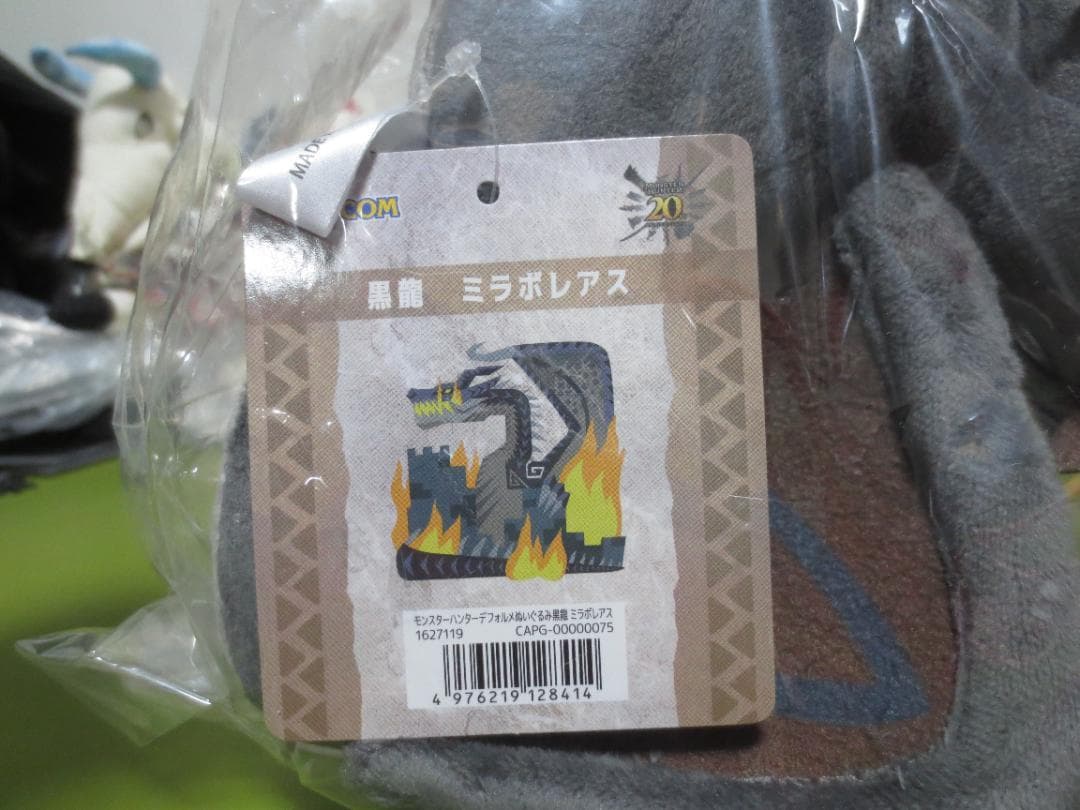 MADE
COM
MONSTER HUNTER
20
黒龍 ミラボレアス
モンスターハンターデフォルメぬいぐるみ黒龍 ミラボレアス
1627119 CAPG-00000075
4 976219 128414